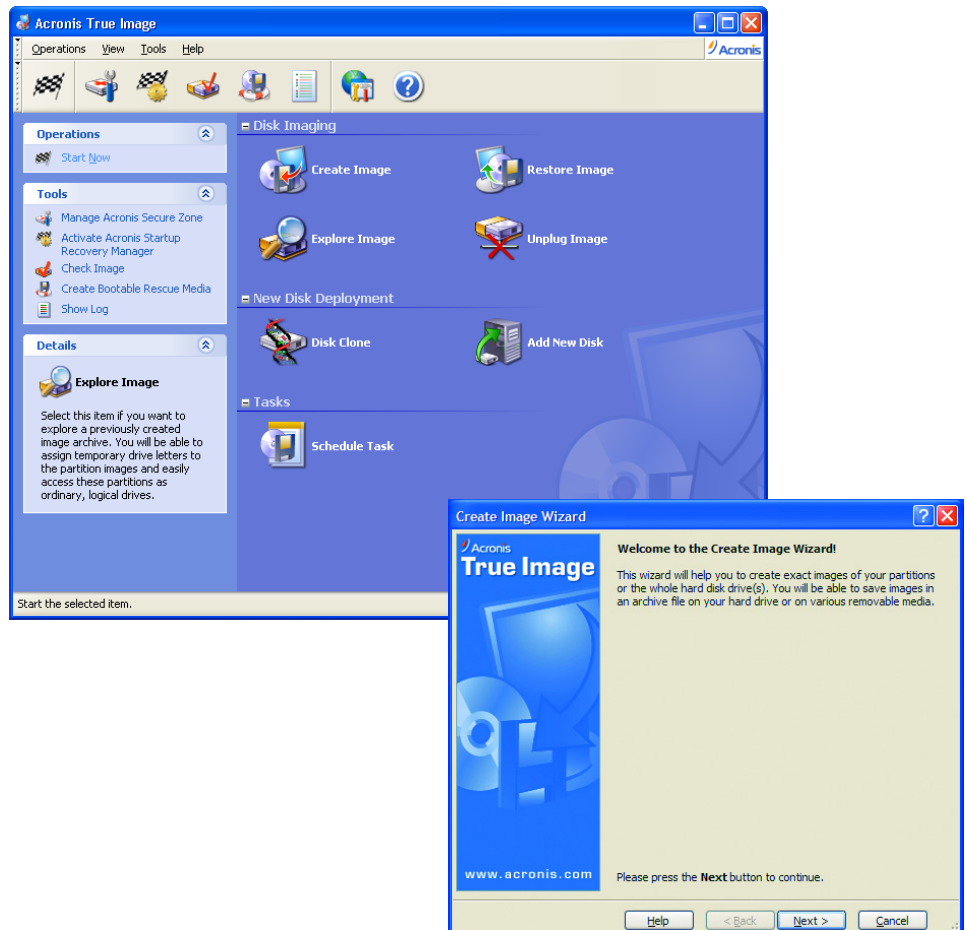 Acronis True Image
Operations View Tools Help
Acronis
Operations
Start Now
Tools
Manage Acronis Secure Zone
Activate Acronis Startup
Recovery Manager
Check Image
Create Bootable Rescue Media
Show Log
Details
Explore Image
Select this item if you want to
explore a previously created
image archive. You will be able to
assign temporary drive letters to
the partition images and easily
access these partitions as
ordinary, logical drives.
Disk Imaging
Create Image
Restore Image
Explore Image
Unplug Image
New Disk Deployment
Disk Clone
Add New Disk
Tasks
Schedule Task
Start the selected item.
Create Image Wizard
Acronis
True Image
www.acronis.com
Welcome to the Create Image Wizard!
This wizard will help you to create exact images of your partitions
or the whole hard disk drive(s). You will be able to save images in
an archive file on your hard drive or on various removable media.
Please press the Next button to continue.
Help < Back Next > Cancel